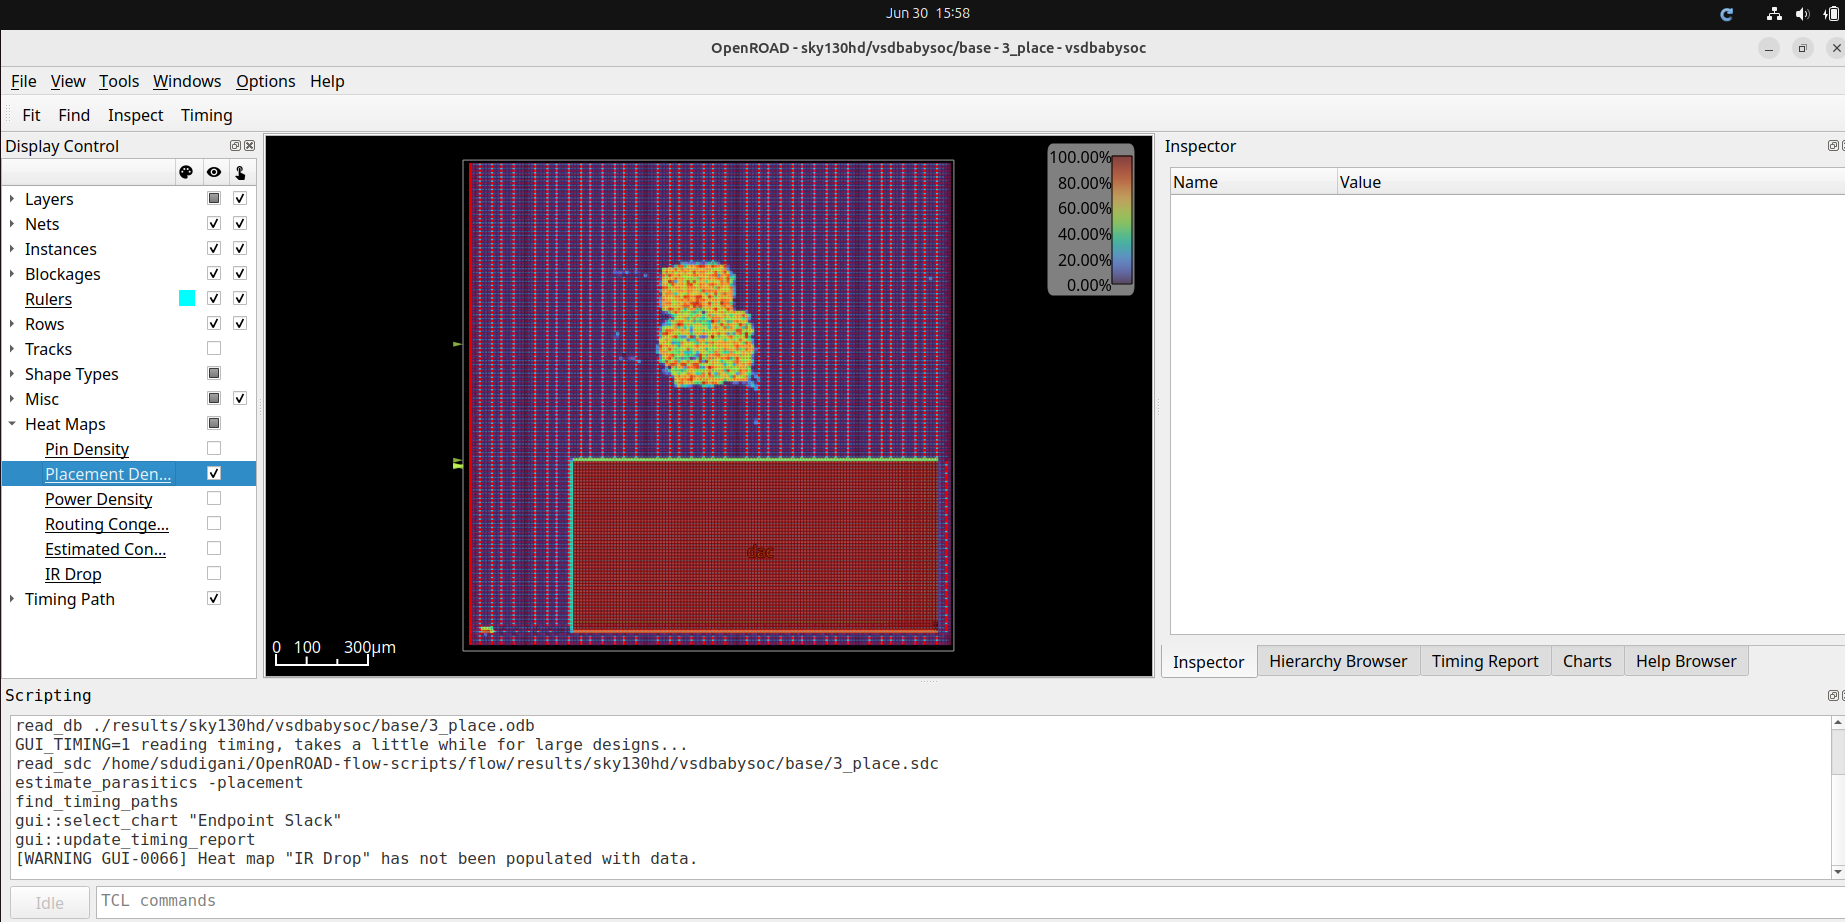 Jun 30 15:58
OpenROAD - sky130hd/vsdbabysoc/base - 3_place - vsdbabysoc
File View Tools Windows Options Help
Fit Find Inspect Timing
Display Control
Layers
Nets
Instances
Blockages
Rulers
Rows
Tracks
Shape Types
Misc
Heat Maps
Pin Density
Placement Den...
Power Density
Routing Conge...
Estimated Con...
IR Drop
Timing Path
100.00%
80.00%
60.00%
40.00%
20.00%
0.00%
dac
0 100 300µm
Inspector
Name Value
Inspector Hierarchy Browser Timing Report Charts Help Browser
Scripting
read_db ./results/sky130hd/vsdbabysoc/base/3_place.odb
GUI_TIMING=1 reading timing, takes a little while for large designs...
read_sdc /home/sdudigani/OpenROAD-flow-scripts/flow/results/sky130hd/vsdbabysoc/base/3_place.sdc
estimate_parasitics -placement
find_timing_paths
gui::select_chart "Endpoint Slack"
gui::update_timing_report
[WARNING GUI-0066] Heat map "IR Drop" has not been populated with data.
Idle TCL commands